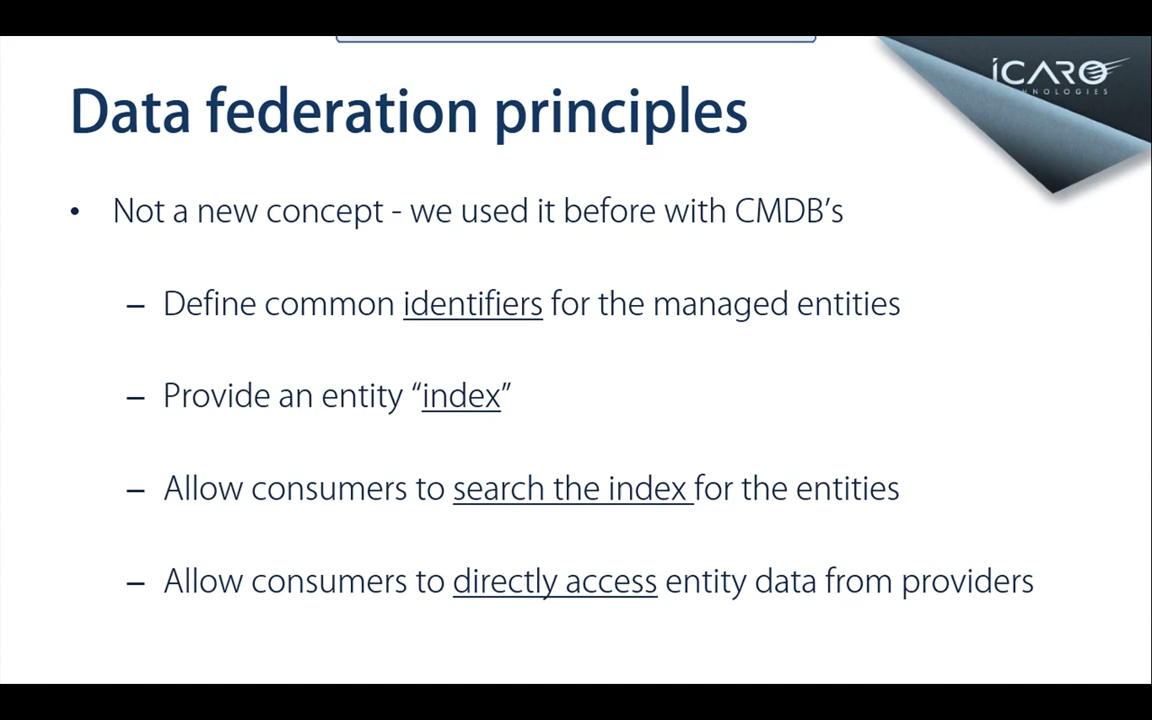 iCARO
Data federation principles
• Not a new concept - we used it before with CMDB’s
– Define common identifiers for the managed entities
– Provide an entity “index”
– Allow consumers to search the index for the entities
– Allow consumers to directly access entity data from providers